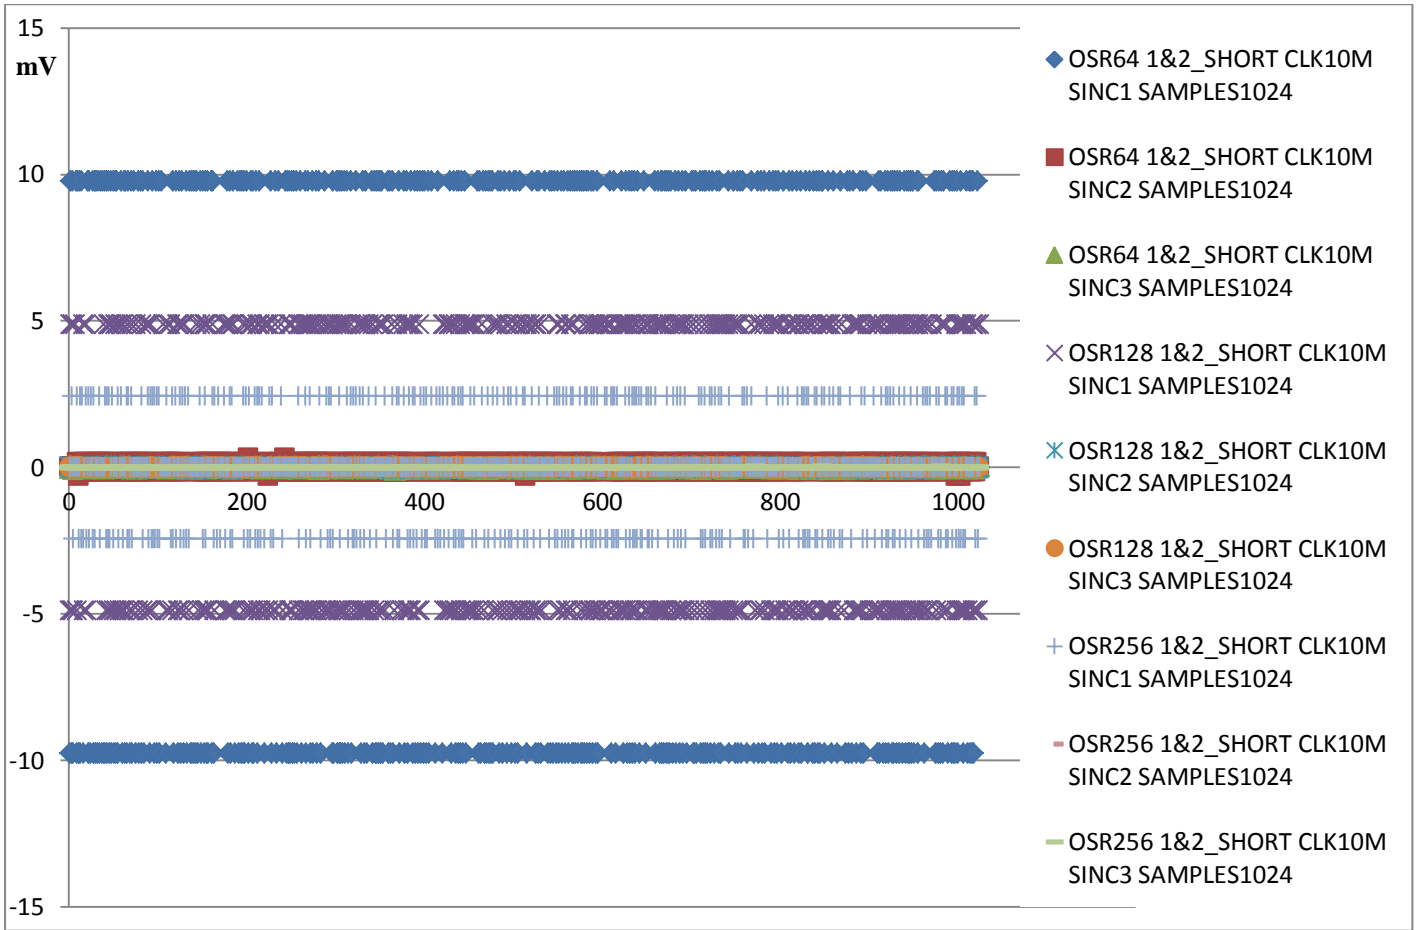 15
mV
10
5
0
-5
-10
-15
0 200 400 600 800 1000
OSR64 1&2_SHORT CLK10M
SINC1 SAMPLES1024
OSR64 1&2_SHORT CLK10M
SINC2 SAMPLES1024
OSR64 1&2_SHORT CLK10M
SINC3 SAMPLES1024
OSR128 1&2_SHORT CLK10M
SINC1 SAMPLES1024
OSR128 1&2_SHORT CLK10M
SINC2 SAMPLES1024
OSR128 1&2_SHORT CLK10M
SINC3 SAMPLES1024
OSR256 1&2_SHORT CLK10M
SINC1 SAMPLES1024
OSR256 1&2_SHORT CLK10M
SINC2 SAMPLES1024
OSR256 1&2_SHORT CLK10M
SINC3 SAMPLES1024